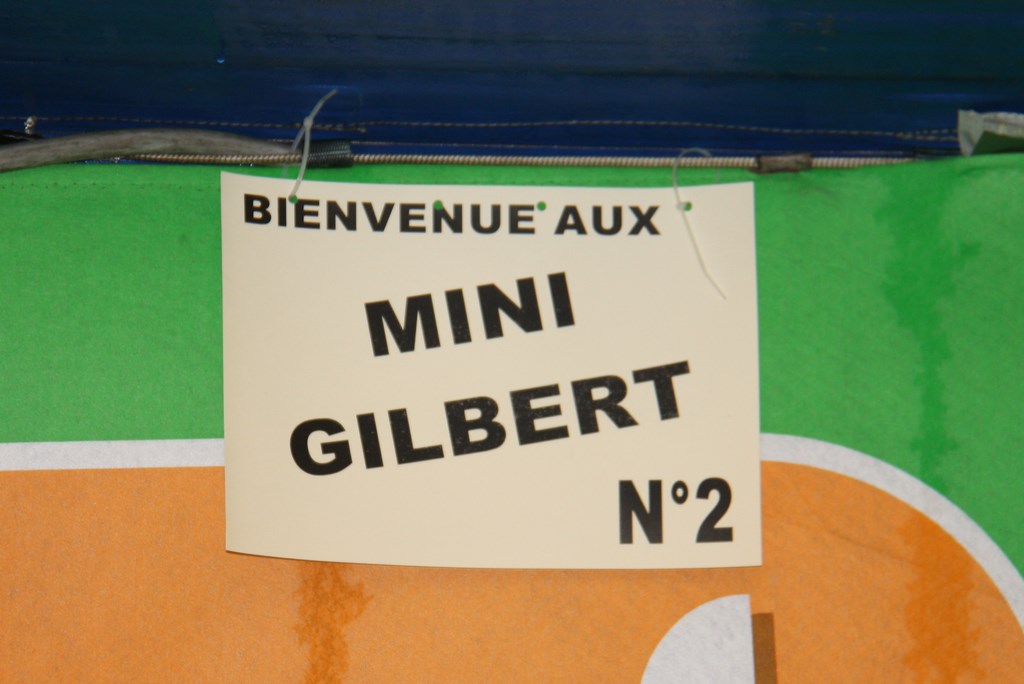 BIENVENUE AUX
MINI
GILBERT
N°2